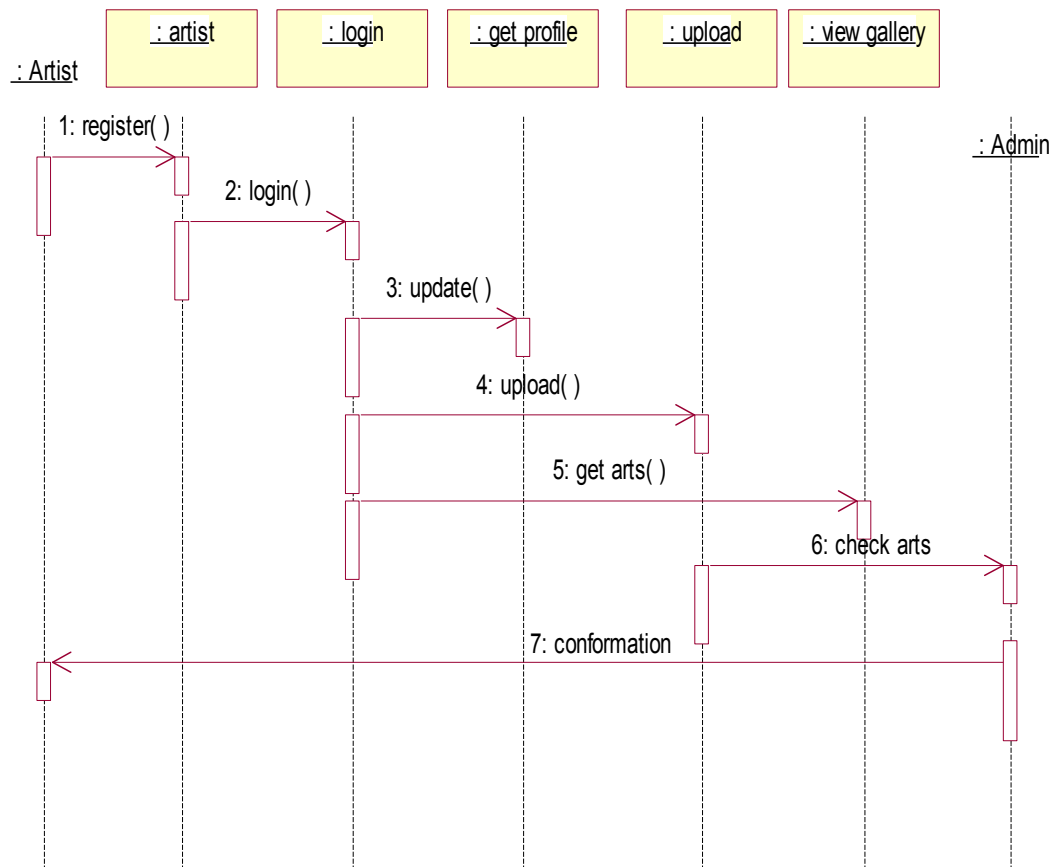 : artist
: login
: get profile
: upload
: view gallery
: Artist
1: register( )
: Admin
2: login( )
3: update( )
4: upload( )
5: get arts( )
6: check arts
7: conformation